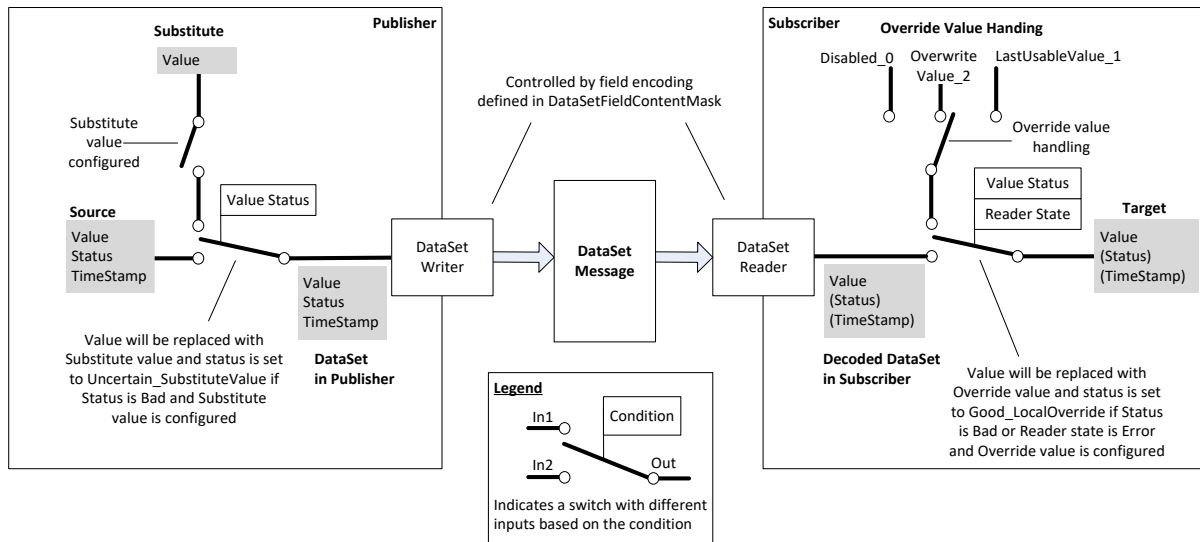 Publisher
Substitute
Value
Substitute
value
configured
Value Status
Source
Value
Status
TimeStamp
Value will be replaced with
Substitute value and status is set
to Uncertain_SubstituteValue if
Status is Bad and Substitute
value is configured
Value
Status
TimeStamp
DataSet
in Publisher
DataSet
Writer
Controlled by field encoding
defined in DataSetFieldContentMask
DataSet
Message
DataSet
Reader
Subscriber
Override Value Handing
Disabled_0
Overwrite
Value_2
LastUsableValue_1
Override value
handling
Value Status
Reader State
Target
Value
(Status)
(TimeStamp)
Value
(Status)
(TimeStamp)
Decoded DataSet
in Subscriber
Value will be replaced with
Override value and status is set
to Good_LocalOverride if Status
is Bad or Reader state is Error
and Override value is configured
Legend
In1
Condition
In2
Out
Indicates a switch with different
inputs based on the condition